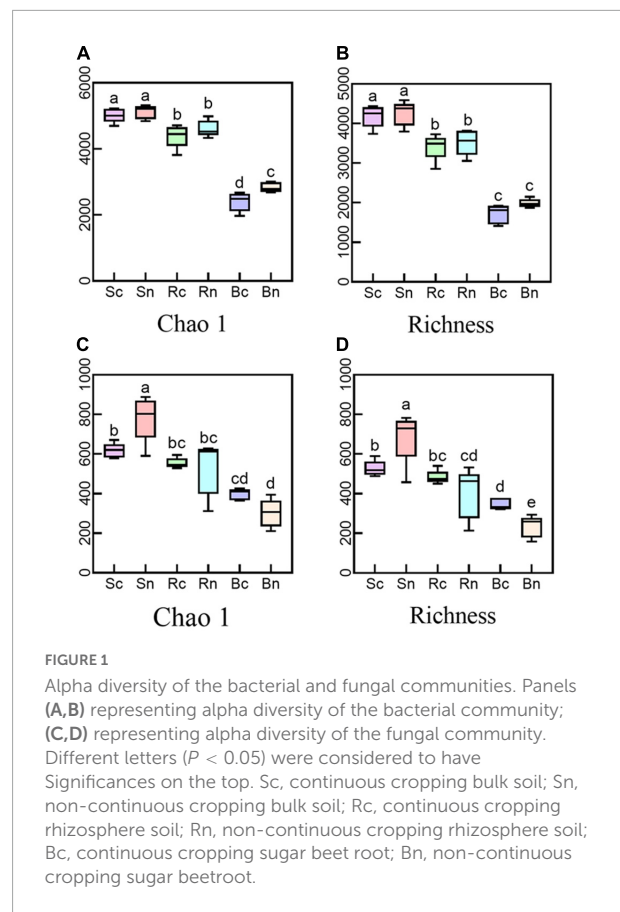 A
B
6000
4000
2000
0
a
a
b
b
d
c
Sc Sn Rc Rn Bc Bn
Chao 1
5000
4000
3000
2000
1000
0
a
a
b
b
c
c
Sc Sn Rc Rn Bc Bn
Richness
C
D
1000
800
600
400
200
0
b
a
bc
bc
cd
d
Sc Sn Rc Rn Bc Bn
Chao 1
1000
800
600
400
200
0
b
a
bc
cd
d
e
Sc Sn Rc Rn Bc Bn
Richness
FIGURE 1
Alpha diversity of the bacterial and fungal communities. Panels
(A,B) representing alpha diversity of the bacterial community;
(C,D) representing alpha diversity of the fungal community.
Different letters (P < 0.05) were considered to have
Significances on the top. Sc, continuous cropping bulk soil; Sn,
non-continuous cropping bulk soil; Rc, continuous cropping
rhizosphere soil; Rn, non-continuous cropping rhizosphere soil;
Bc, continuous cropping sugar beet root; Bn, non-continuous
cropping sugar beetroot.